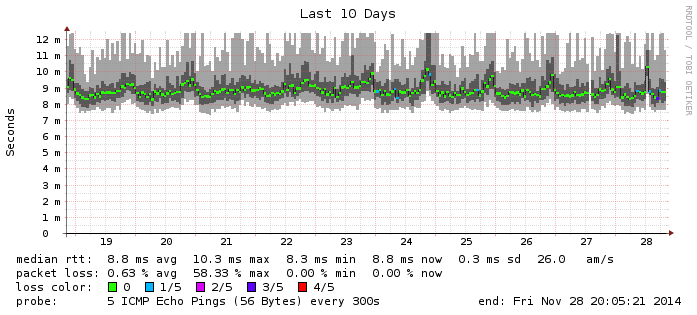 Last 10 Days
RRDTOOL / TOBI OETIKER
Seconds
12 m
11 m
10 m
9 m
8 m
7 m
6 m
5 m
4 m
3 m
2 m
1 m
0
19 20 21 22 23 24 25 26 27 28
median rtt: 8.8 ms avg 10.3 ms max 8.3 ms min 8.8 ms now 0.3 ms sd 26.0 am/s
packet loss: 0.63 % avg 58.33 % max 0.00 % min 0.00 % now
loss color: 0 1/5 2/5 3/5 4/5
probe: 5 ICMP Echo Pings (56 Bytes) every 300s end: Fri Nov 28 20:05:21 2014